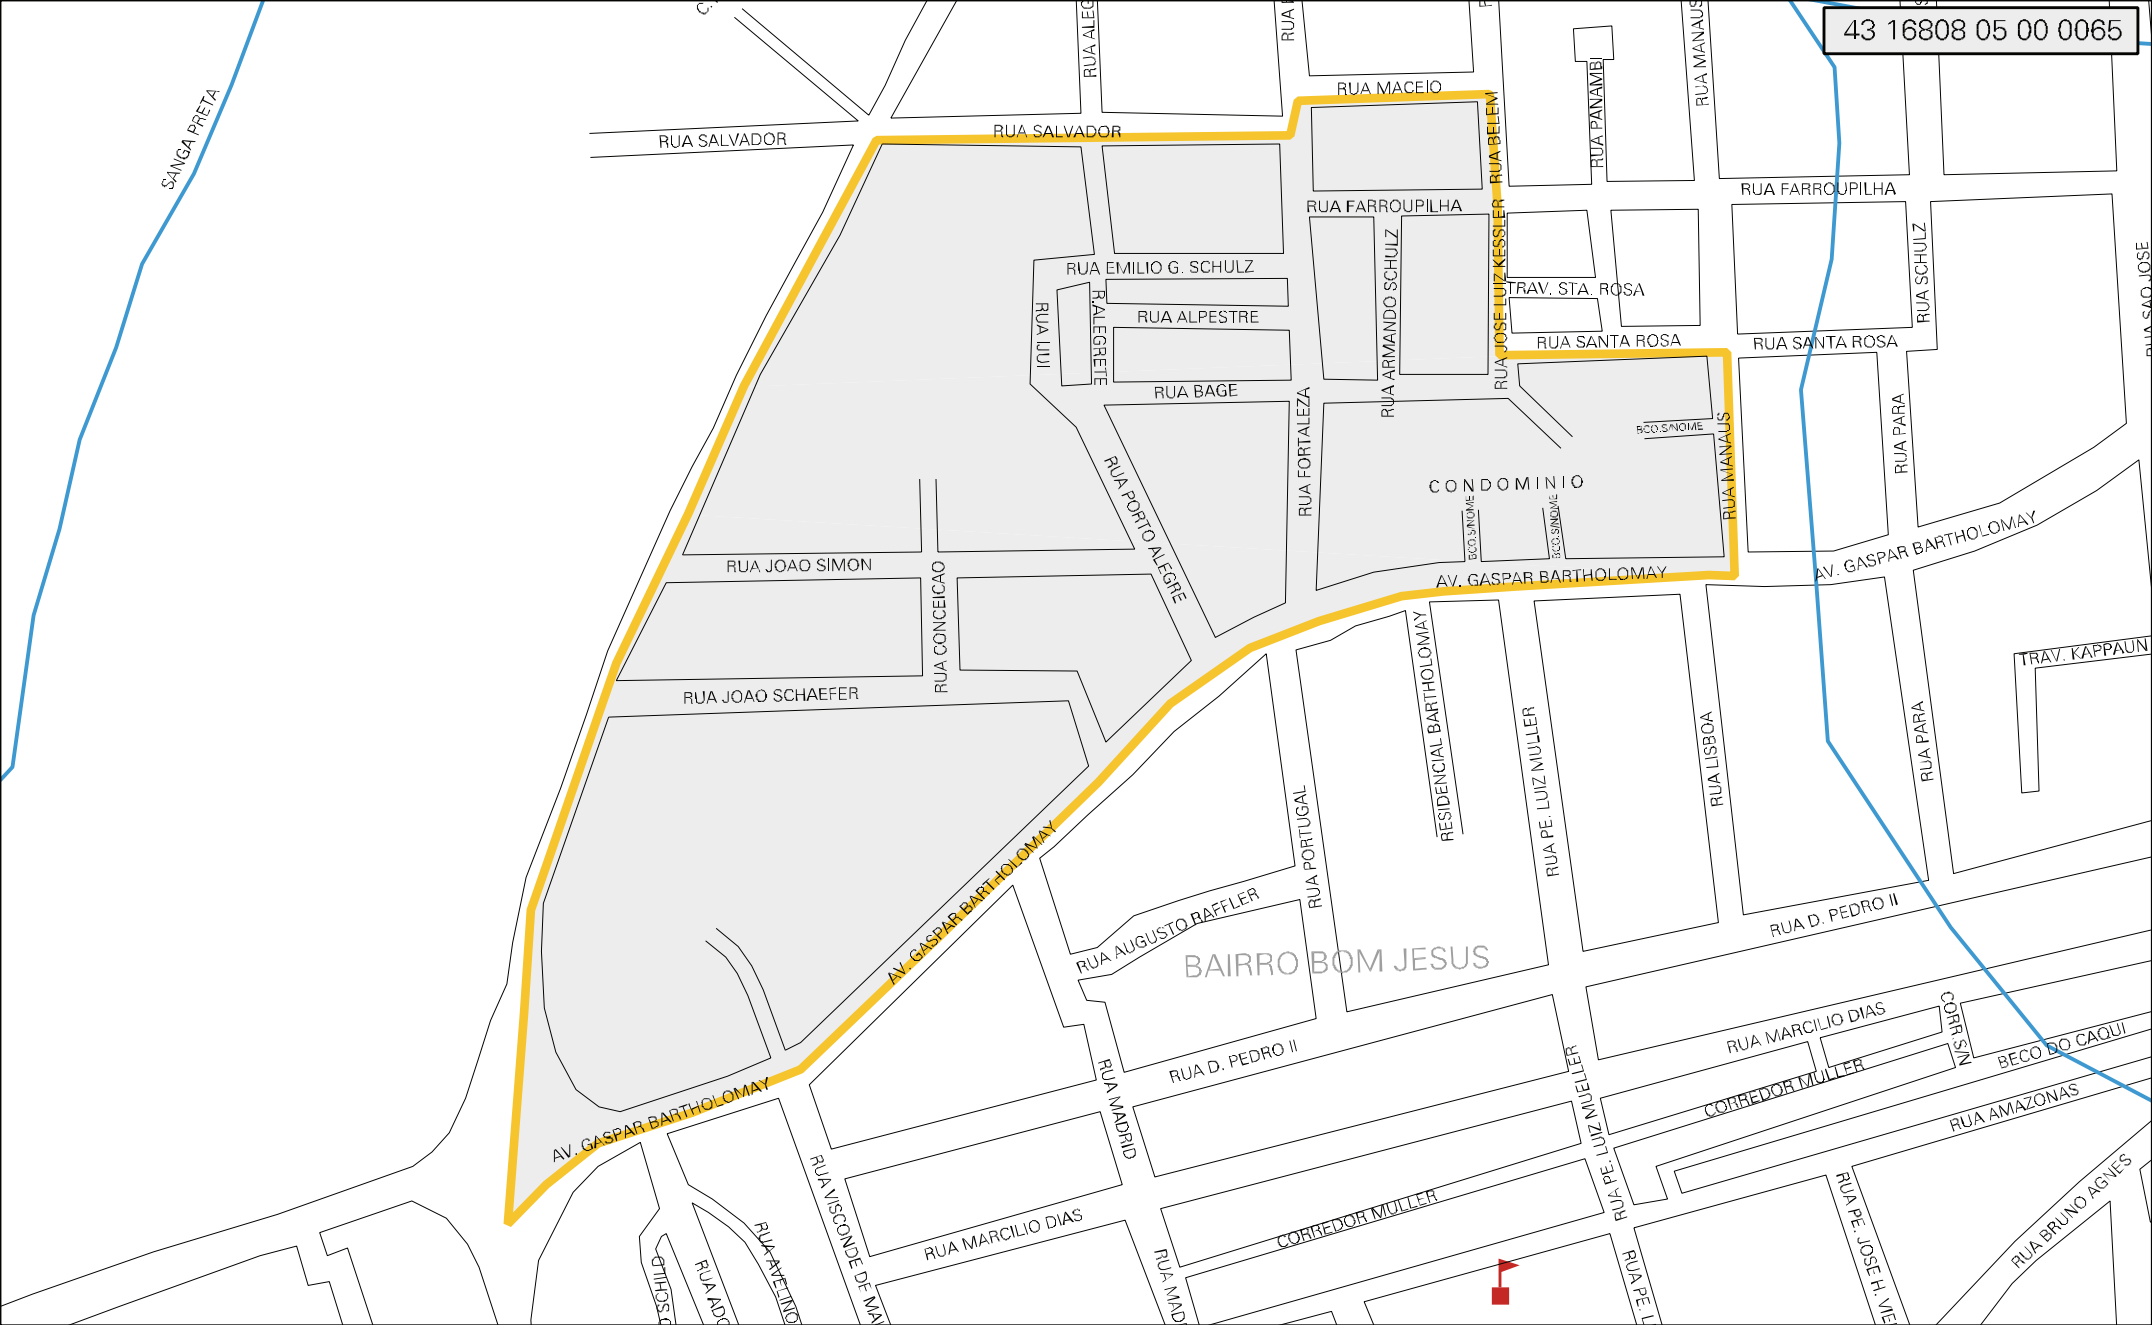 43 16808 05 00 0065
RUA MANAUS
RUA MACEIO
RUA PANAMBI
RUA BELEM
SANGA PRETA
RUA SALVADOR
RUA SALVADOR
RUA FARROUPILHA
RUA FARROUPILHA
RUA EMILIO G. SCHULZ
RUA ARMANDO SCHULZ
RUA JOSE LUIZ KESSLER
RUA SCHULZ
RUA SAO JOSE
TRAV. STA. ROSA
RUA ALPESTRE
RUA IJUI
R.ALEGRETE
RUA SANTA ROSA
RUA SANTA ROSA
RUA BAGE
RUA FORTALEZA
RUA PARA
BCO.S/NOME
RUA MANAUS
CONDOMINIO
BCO.S/NOME
BCO.S/NOME
RUA PORTO ALEGRE
AV. GASPAR BARTHOLOMAY
AV. GASPAR BARTHOLOMAY
RUA JOAO SIMON
RUA CONCEICAO
RUA JOAO SCHAEFER
TRAV. KAPPAUN
RESIDENCIAL BARTHOLOMAY
RUA PE. LUIZ MULLER
RUA LISBOA
RUA PARA
RUA PORTUGAL
AV. GASPAR BARTHOLOMAY
RUA AUGUSTO RAFFLER
RUA D. PEDRO II
BAIRRO BOM JESUS
RUA D. PEDRO II
RUA MARCILIO DIAS
CORR.S/N
BECO DO CAQUI
CORREDOR MULLER
RUA AMAZONAS
AV. GASPAR BARTHOLOMAY
RUA MADRID
RUA PE. LUIZ MUELLER
RUA VISCONDE DE MA
RUA MARCILIO DIAS
CORREDOR MULLER
RUA BRUNO AGNES
RUA PE. JOSE H. VIE
RUA AVELINO
RUA ADO
RUA MAD
RUA PE. L